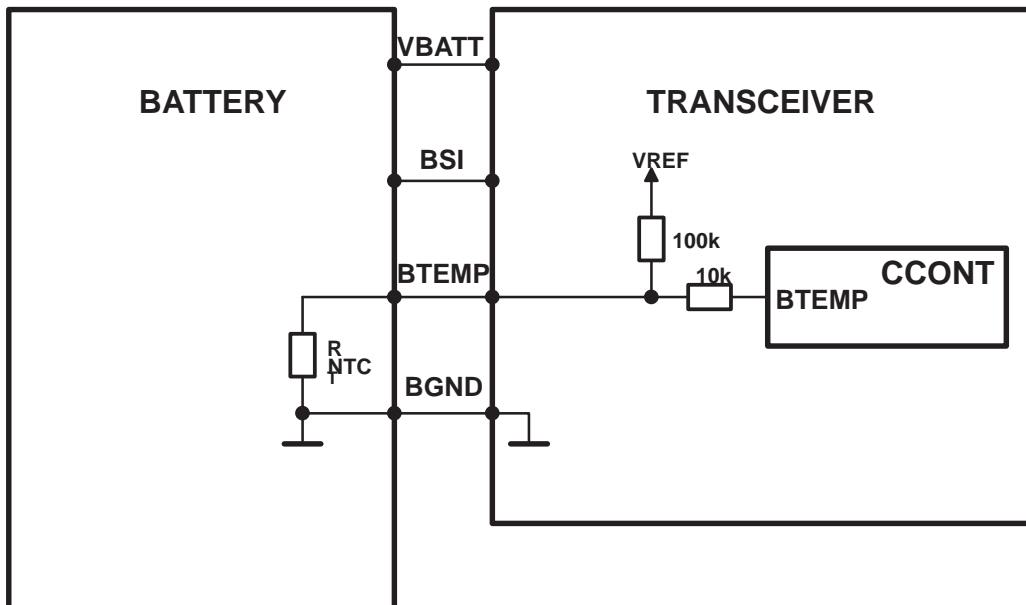 VBATT
BATTERY
TRANSCEIVER
BSI
VREF
100k
BTEMP
10k
CCONT
BTEMP
R
T
NTC
BGND